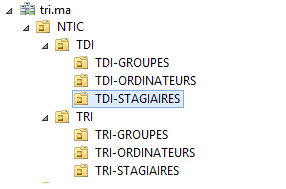 tri.ma
NTIC
TDI
TDI-GROUPES
TDI-ORDINATEURS
TDI-STAGIAIRES
TRI
TRI-GROUPES
TRI-ORDINATEURS
TRI-STAGIAIRES